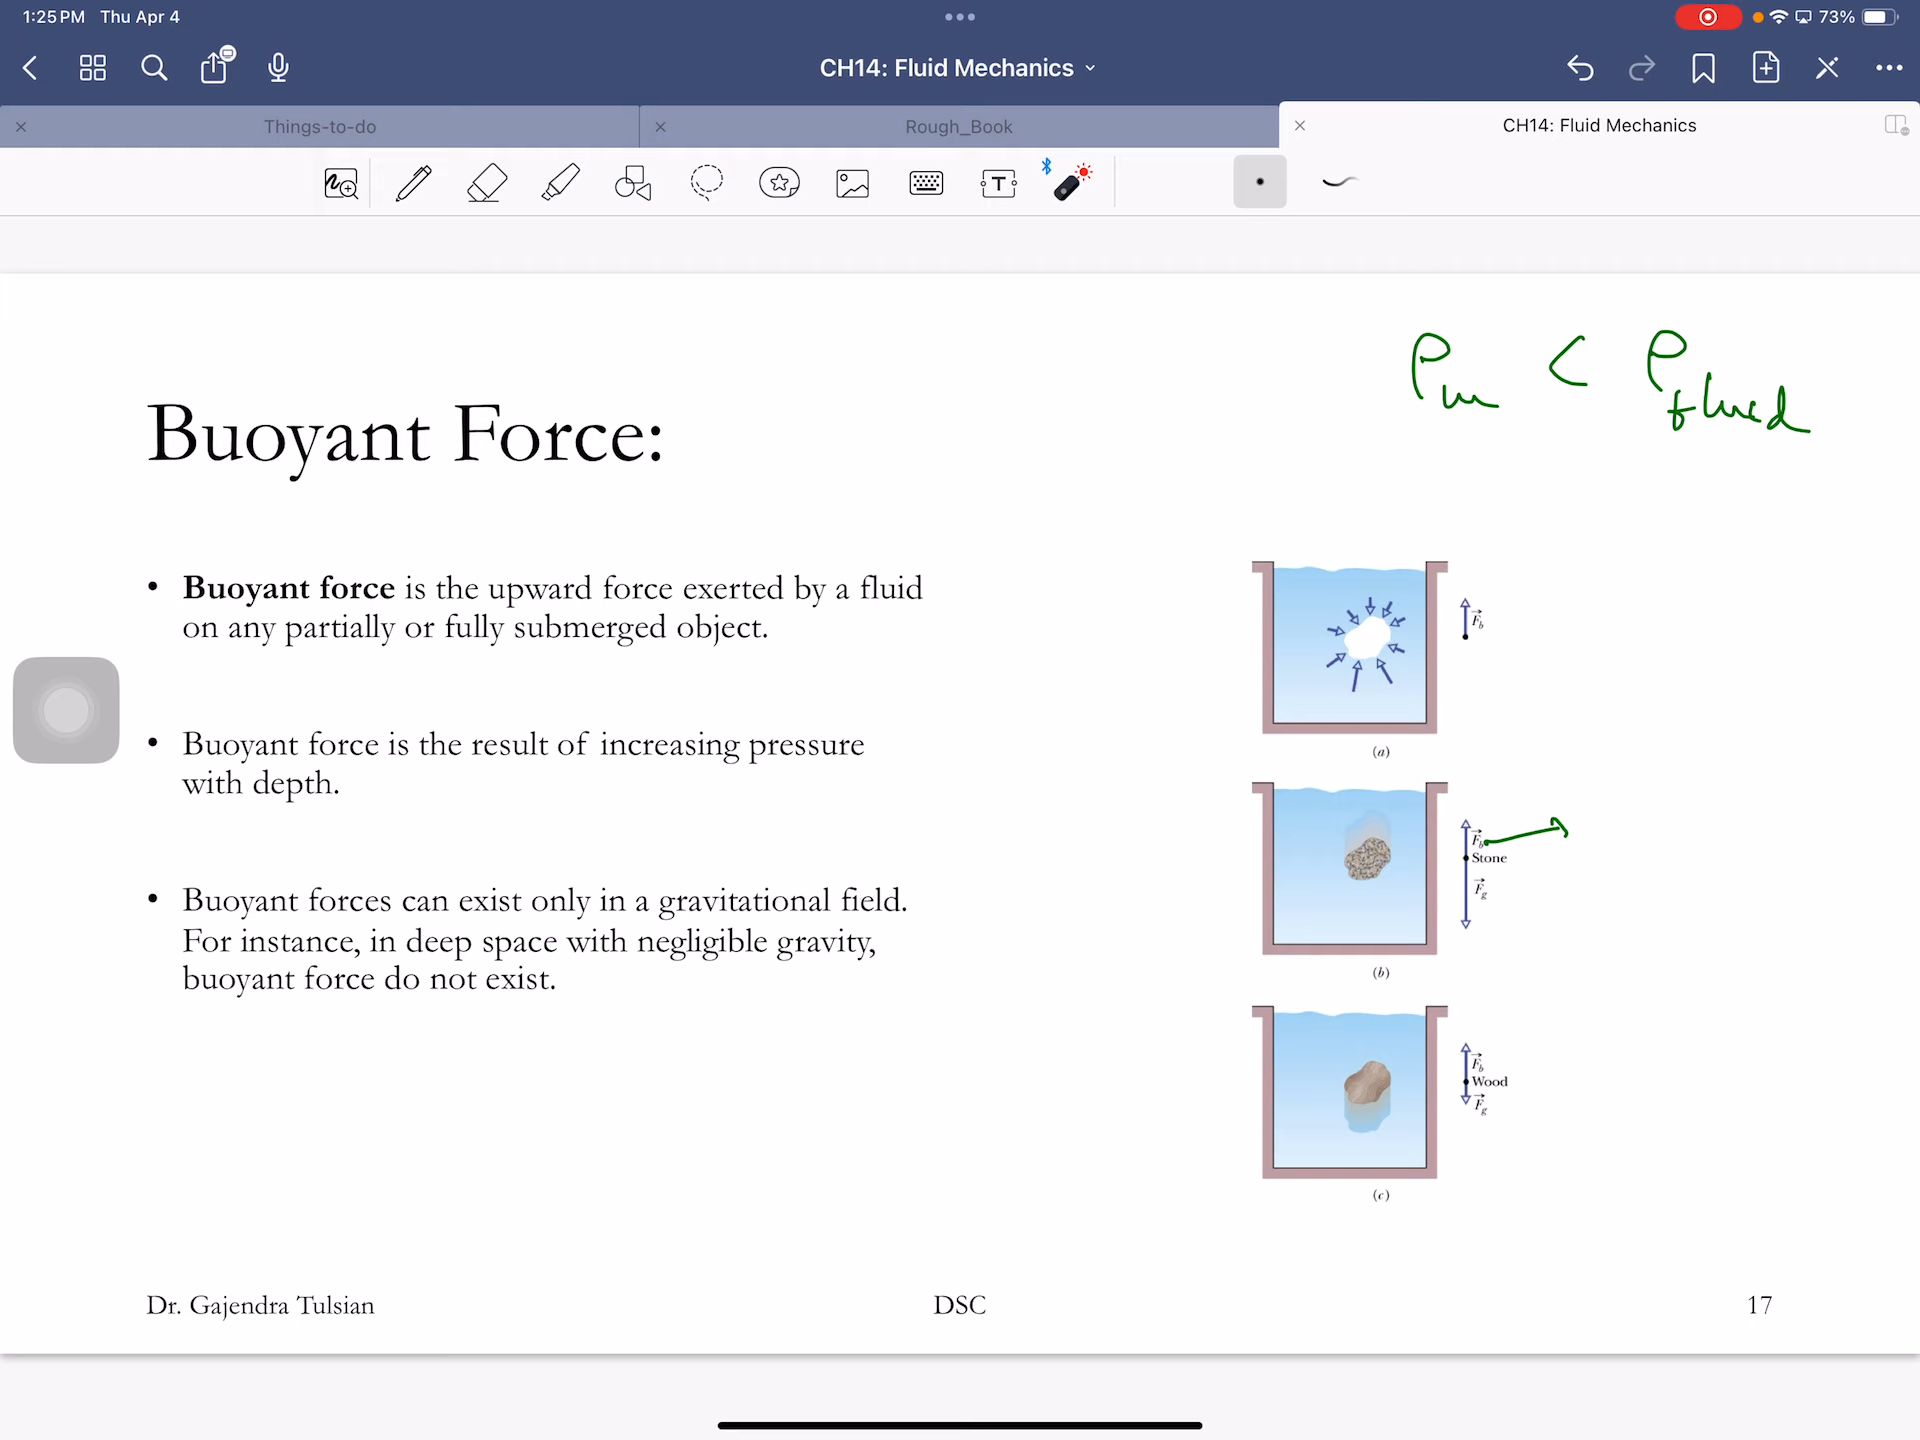 1:25 PM Thu Apr 4
73%
CH14: Fluid Mechanics
Things-to-do
Rough_Book
CH14: Fluid Mechanics
T
ρm < ρfluid
Buoyant Force:
• Buoyant force is the upward force exerted by a fluid
on any partially or fully submerged object.
• Buoyant force is the result of increasing pressure
with depth.
• Buoyant forces can exist only in a gravitational field.
For instance, in deep space with negligible gravity,
buoyant force do not exist.
F⃗b
(a)
F⃗b
Stone
F⃗g
(b)
F⃗b
Wood
F⃗g
(c)
Dr. Gajendra Tulsian
DSC
17